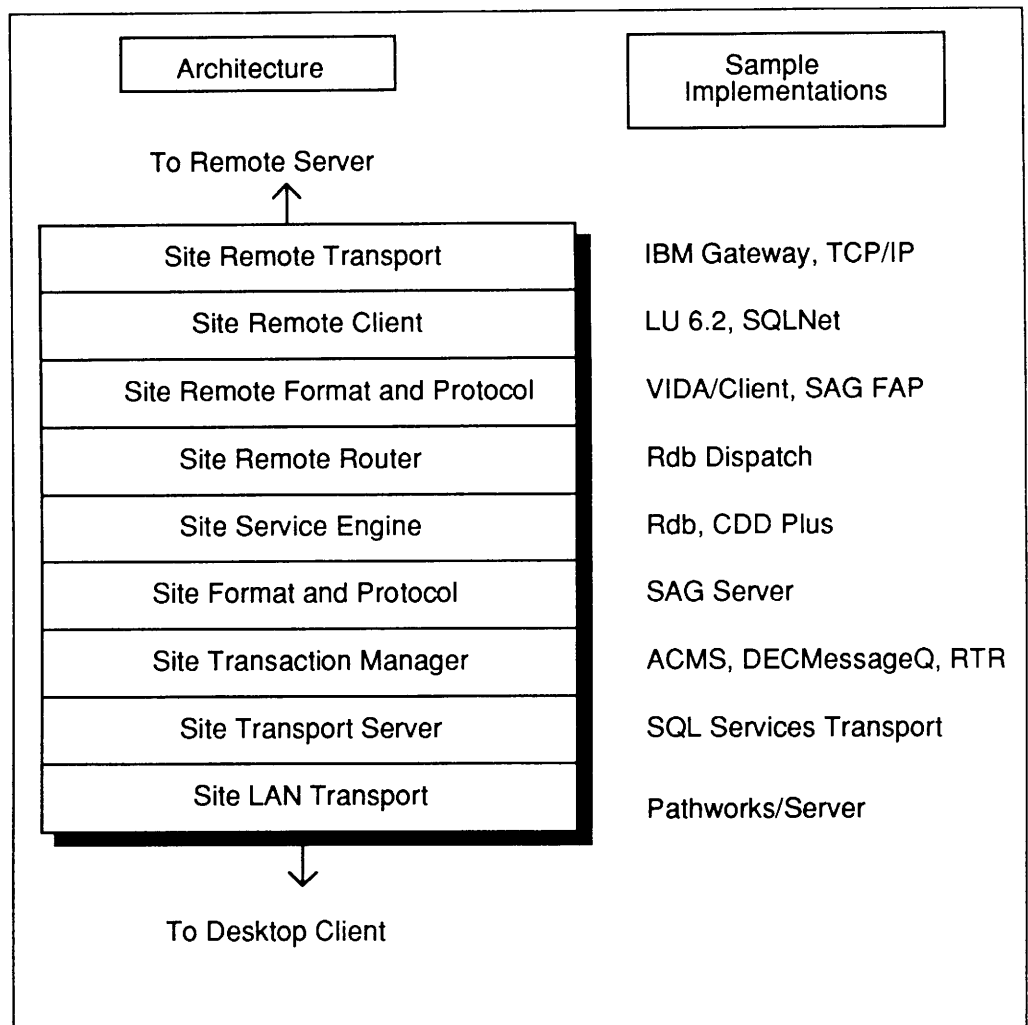 Architecture
Sample
Implementations
To Remote Server
Site Remote Transport
IBM Gateway, TCP/IP
Site Remote Client
LU 6.2, SQLNet
Site Remote Format and Protocol
VIDA/Client, SAG FAP
Site Remote Router
Rdb Dispatch
Site Service Engine
Rdb, CDD Plus
Site Format and Protocol
SAG Server
Site Transaction Manager
ACMS, DECMessageQ, RTR
Site Transport Server
SQL Services Transport
Site LAN Transport
Pathworks/Server
To Desktop Client